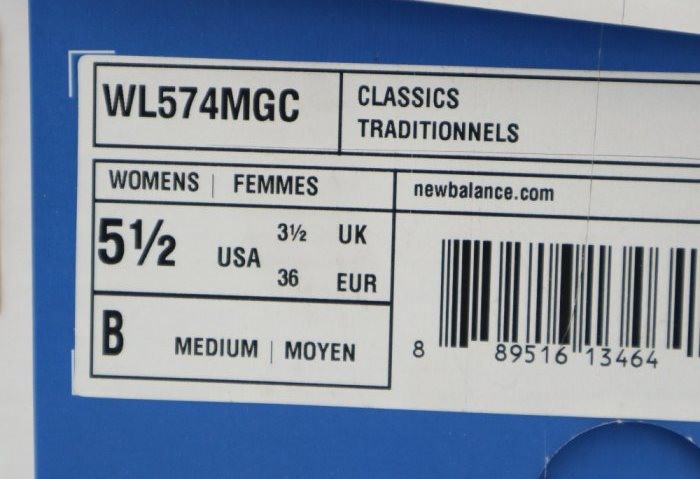 WL574MGC
CLASSICS
TRADITIONNELS
WOMENS | FEMMES
newbalance.com
5½ USA
3½ UK
36 EUR
B MEDIUM | MOYEN
8 89516 13464